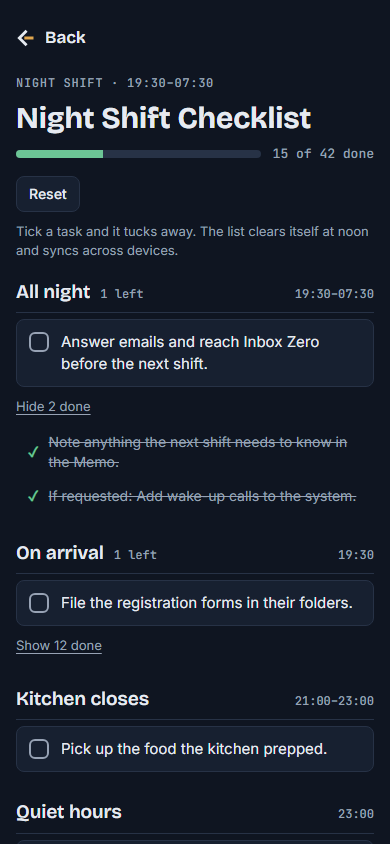 Back
NIGHT SHIFT · 19:30–07:30
Night Shift Checklist
15 of 42 done
Reset
Tick a task and it tucks away. The list clears itself at noon
and syncs across devices.
All night 1 left 19:30–07:30
Answer emails and reach Inbox Zero
before the next shift.
Hide 2 done
Note anything the next shift needs to know in
the Memo.
If requested: Add wake-up calls to the system.
On arrival 1 left 19:30
File the registration forms in their folders.
Show 12 done
Kitchen closes 21:00–23:00
Pick up the food the kitchen prepped.
Quiet hours 23:00